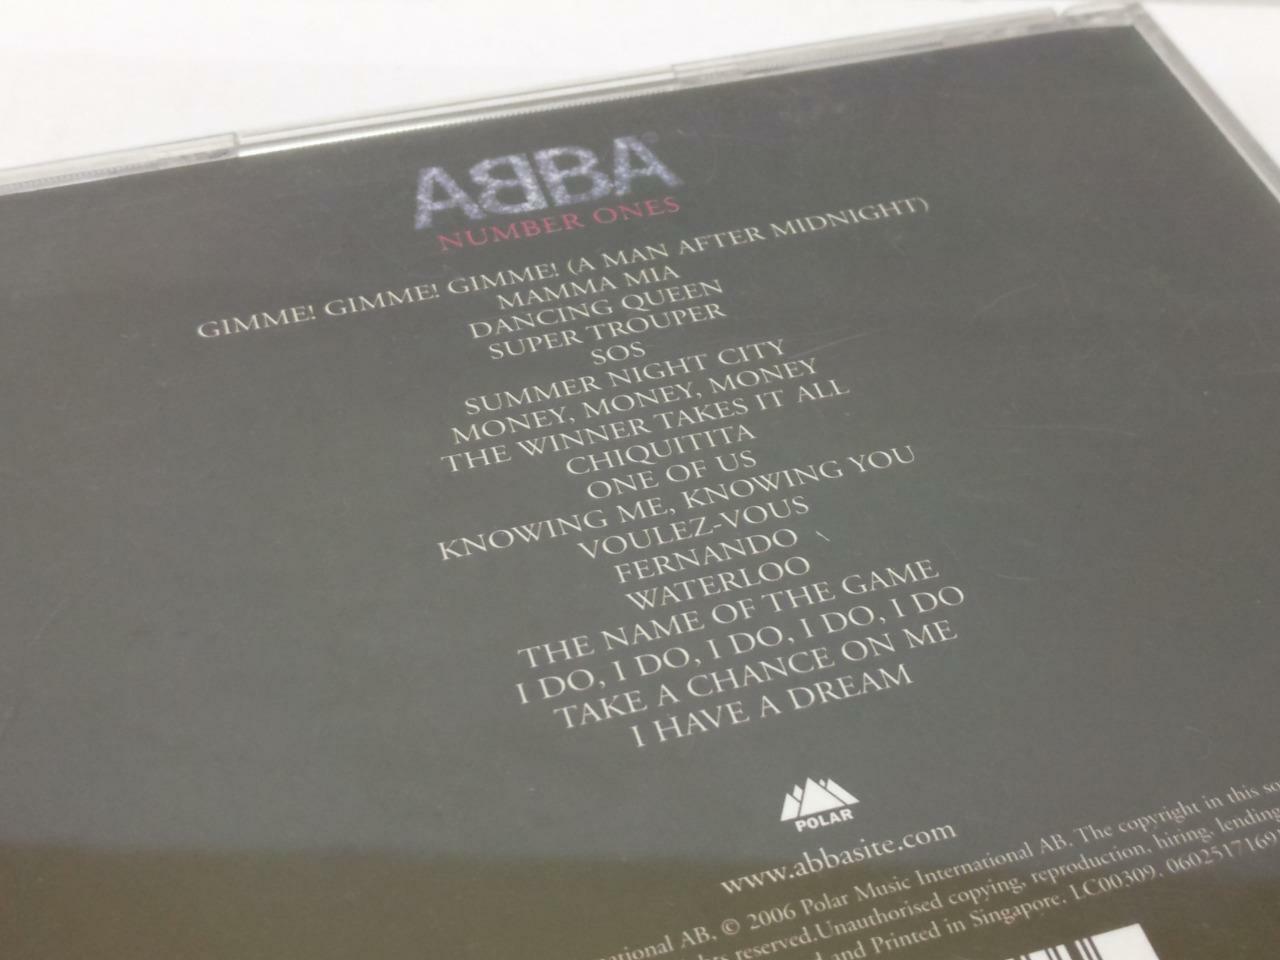 ABBA
NUMBER ONES
GIMME! GIMME! GIMME! (A MAN AFTER MIDNIGHT)
MAMMA MIA
DANCING QUEEN
SUPER TROUPER
SOS
SUMMER NIGHT CITY
MONEY, MONEY, MONEY
THE WINNER TAKES IT ALL
CHIQUITITA
ONE OF US
KNOWING ME, KNOWING YOU
VOULEZ-VOUS
FERNANDO
WATERLOO
THE NAME OF THE GAME
I DO, I DO, I DO, I DO, I DO
TAKE A CHANCE ON ME
I HAVE A DREAM
POLAR
www.abbasite.com
AB, © 2006 Polar Music International AB. The copyright in this
reserved.Unauthorised copying, reproduction, hiring, lending
and Printed in Singapore. LC00309.